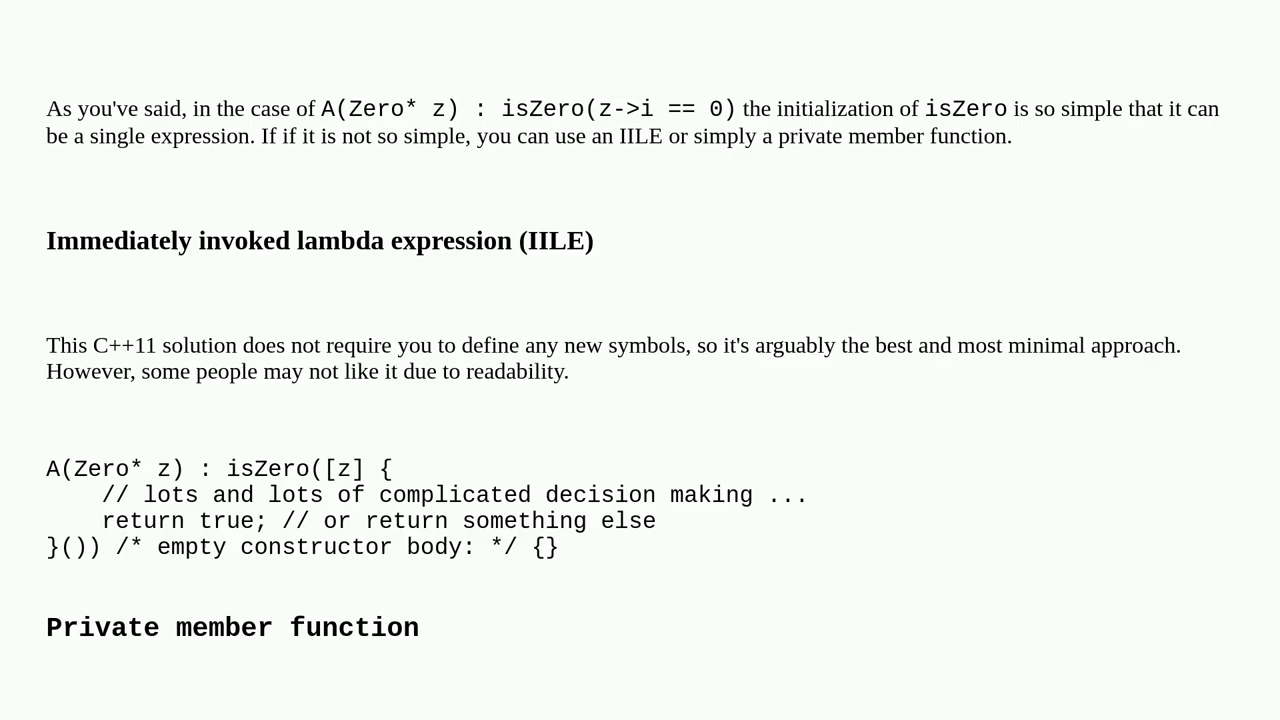 As you've said, in the case of A(Zero* z) : isZero(z->i == 0) the initialization of isZero is so simple that it can
be a single expression. If if it is not so simple, you can use an IILE or simply a private member function.
Immediately invoked lambda expression (IILE)
This C++11 solution does not require you to define any new symbols, so it's arguably the best and most minimal approach.
However, some people may not like it due to readability.
A(Zero* z) : isZero([z] {
    // lots and lots of complicated decision making ...
    return true; // or return something else
}()) /* empty constructor body: */ {}
Private member function